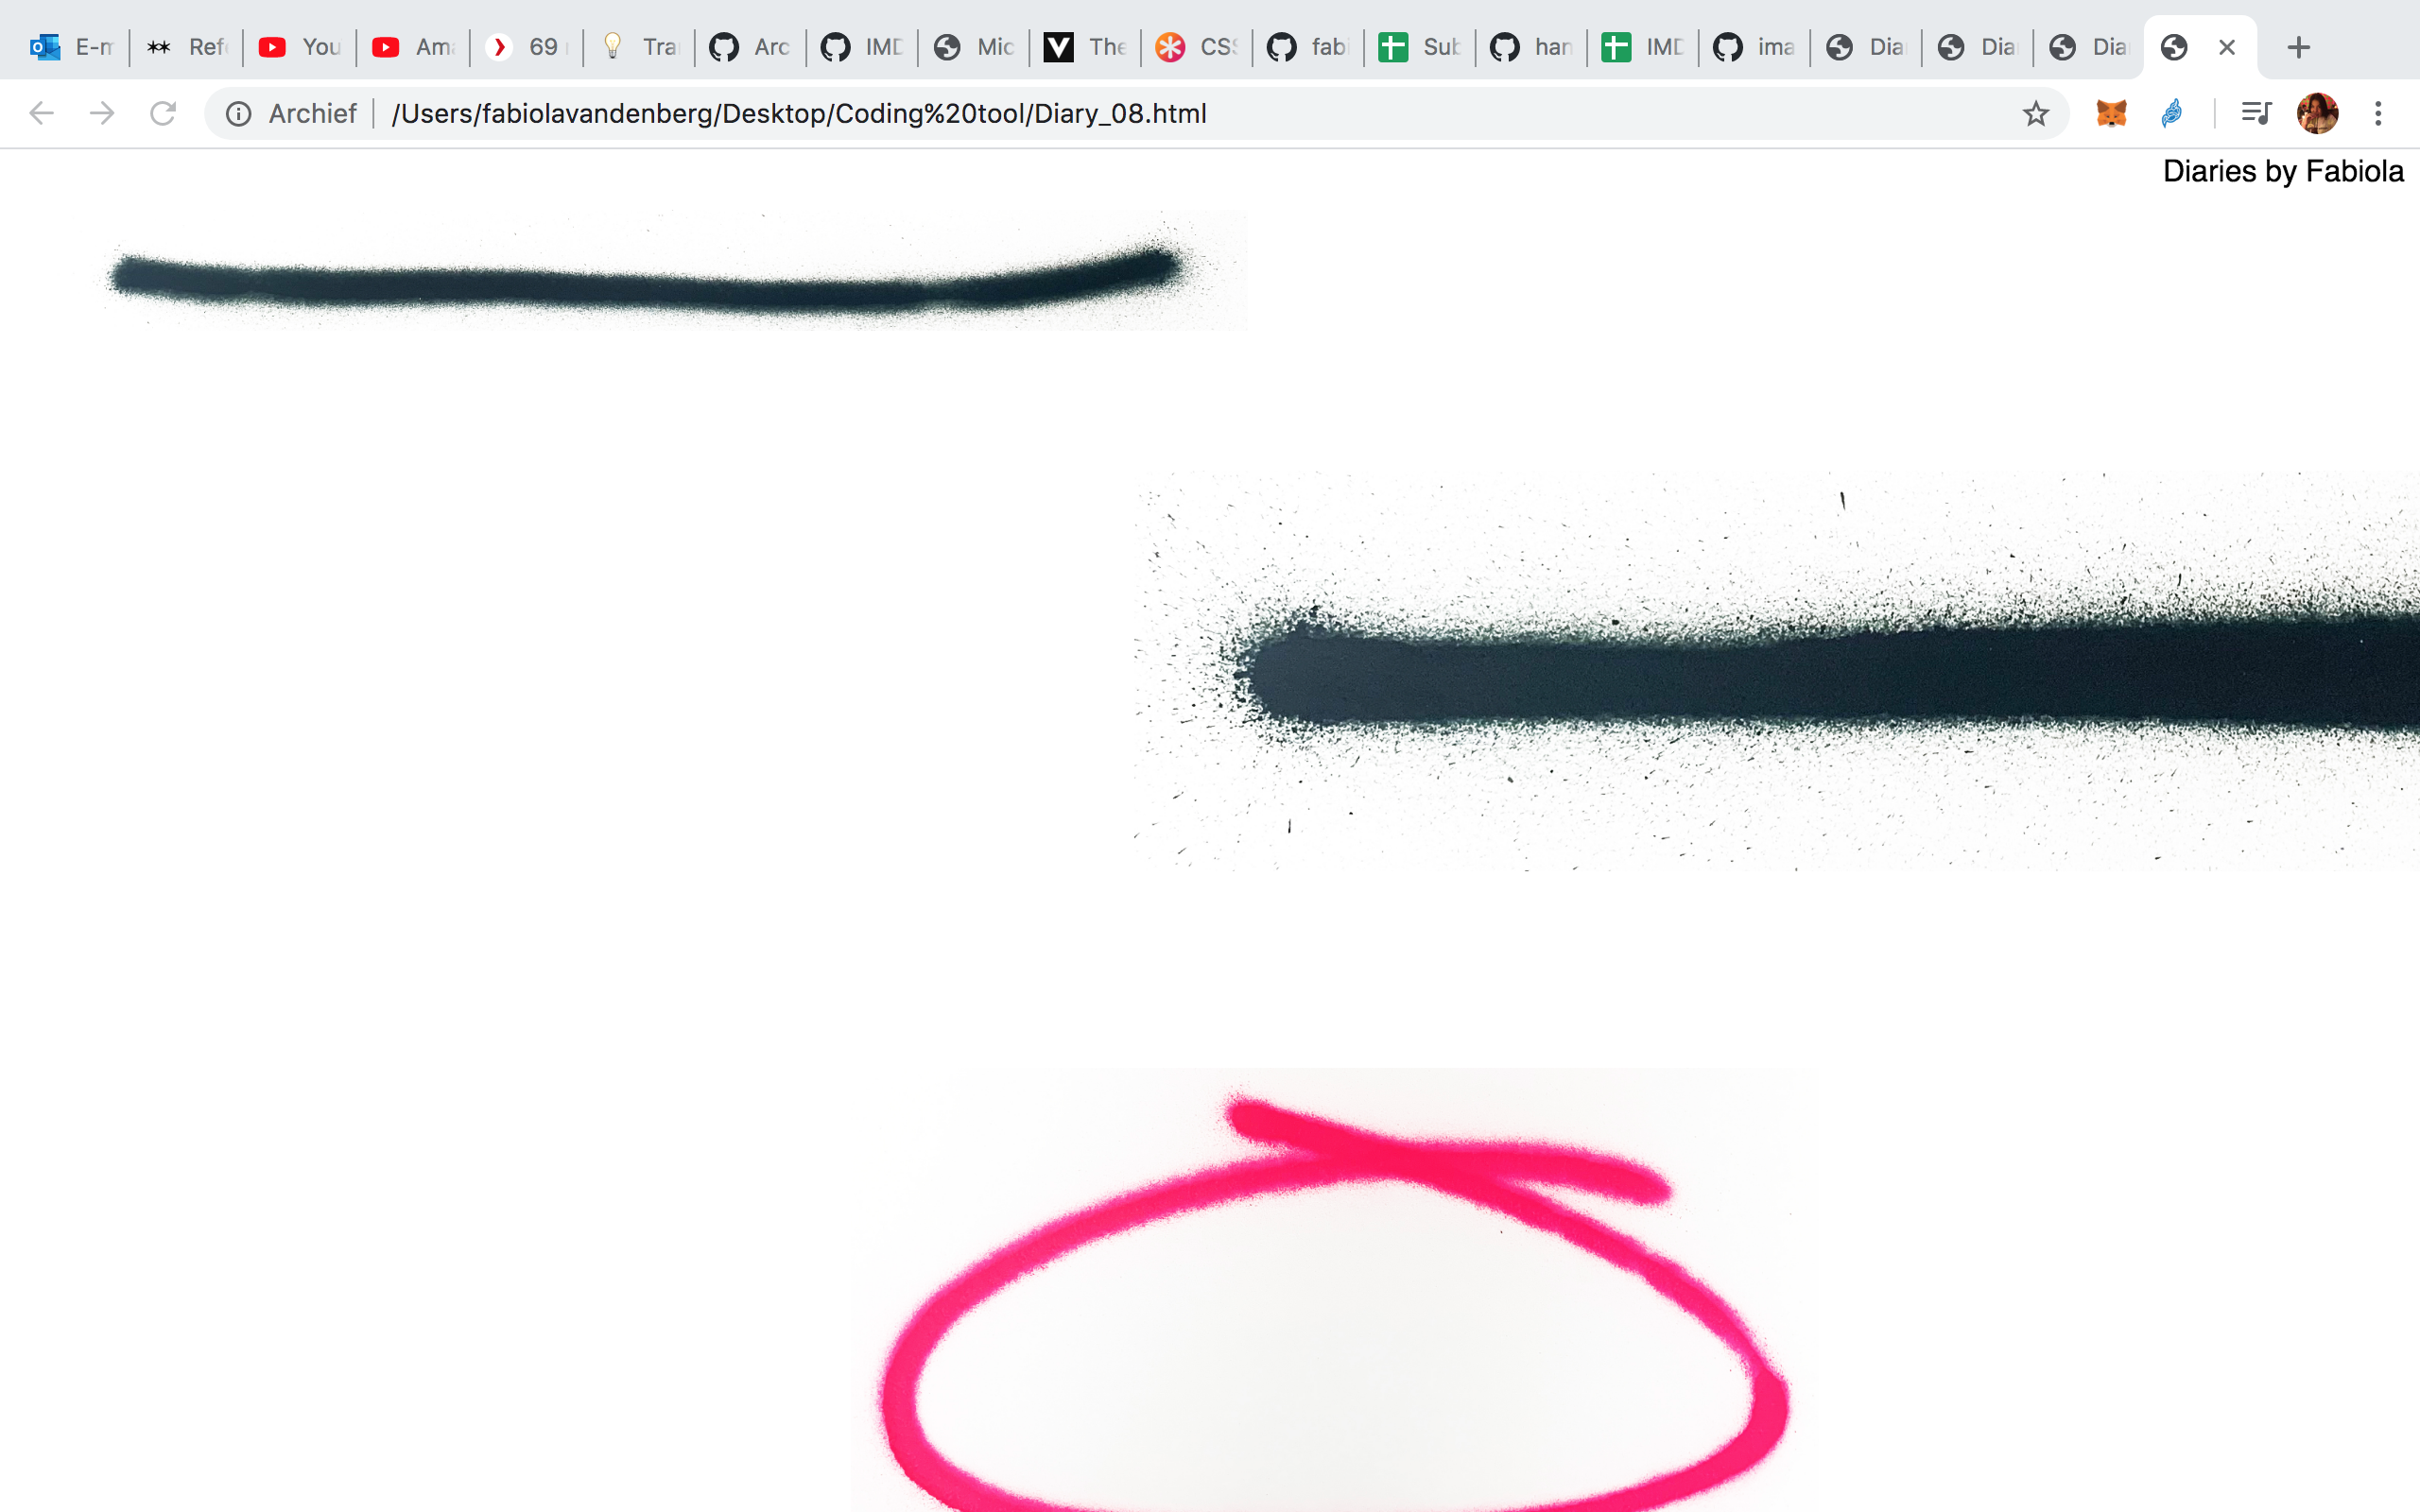 E-m Ref You Am 69 Tra Arc IMD Mic The CSS fabi Sub han IMD ima Dia Dia Dia
Archief /Users/fabiolavandenberg/Desktop/Coding%20tool/Diary_08.html
Diaries by Fabiola